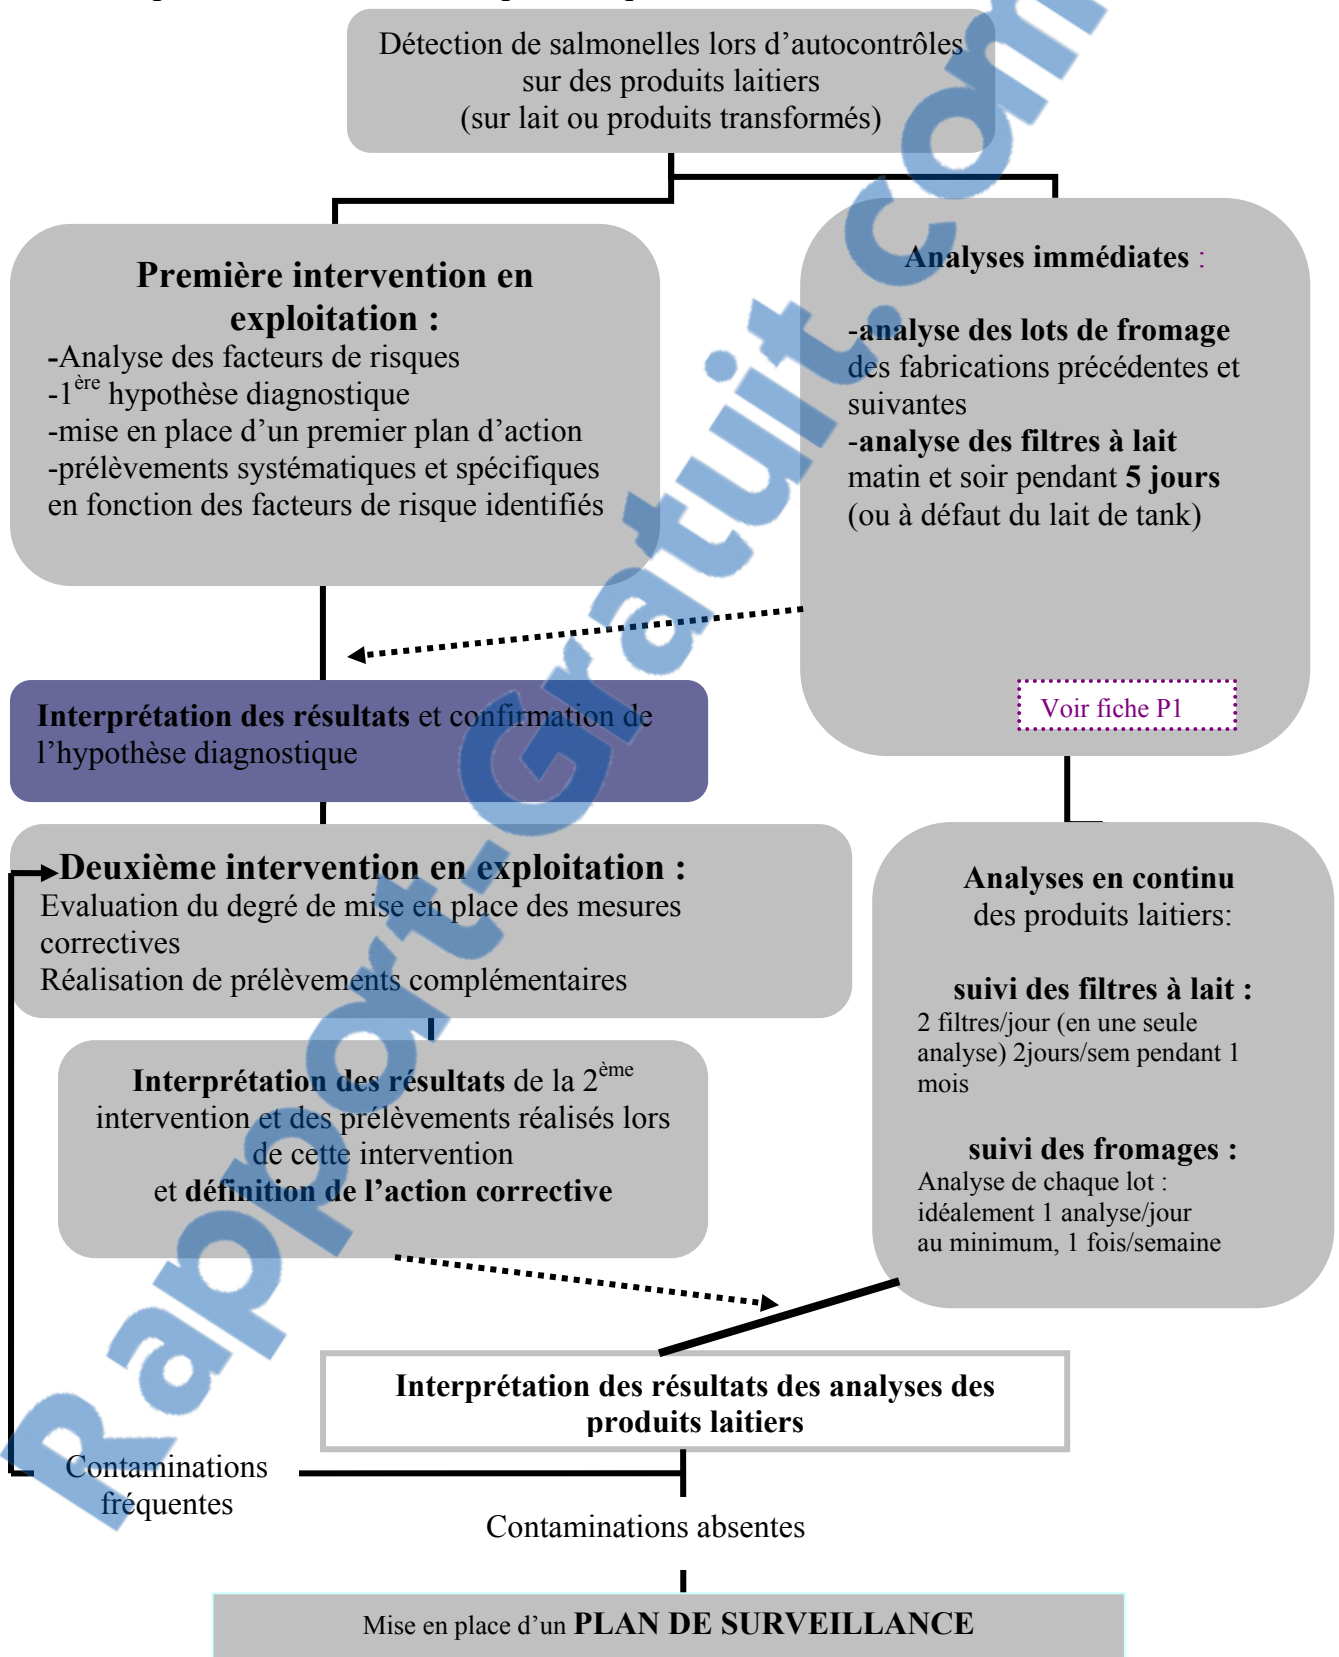 Détection de salmonelles lors d’autocontrôles
sur des produits laitiers
(sur lait ou produits transformés)
Première intervention en
exploitation :
-Analyse des facteurs de risques
-1ère hypothèse diagnostique
-mise en place d’un premier plan d’action
-prélèvements systématiques et spécifiques
en fonction des facteurs de risque identifiés
Analyses immédiates :
-analyse des lots de fromage
des fabrications précédentes et
suivantes
-analyse des filtres à lait
matin et soir pendant 5 jours
(ou à défaut du lait de tank)
Voir fiche P1
Interprétation des résultats et confirmation de
l’hypothèse diagnostique
Deuxième intervention en exploitation :
Evaluation du degré de mise en place des mesures
correctives
Réalisation de prélèvements complémentaires
Analyses en continu
des produits laitiers:
suivi des filtres à lait :
2 filtres/jour (en une seule
analyse) 2jours/sem pendant 1
mois
suivi des fromages :
Analyse de chaque lot :
idéalement 1 analyse/jour
au minimum, 1 fois/semaine
Interprétation des résultats de la 2ème
intervention et des prélèvements réalisés lors
de cette intervention
et définition de l’action corrective
Interprétation des résultats des analyses des
produits laitiers
Contaminations
fréquentes
Contaminations absentes
Mise en place d’un PLAN DE SURVEILLANCE
Rapport-Gratuit.com